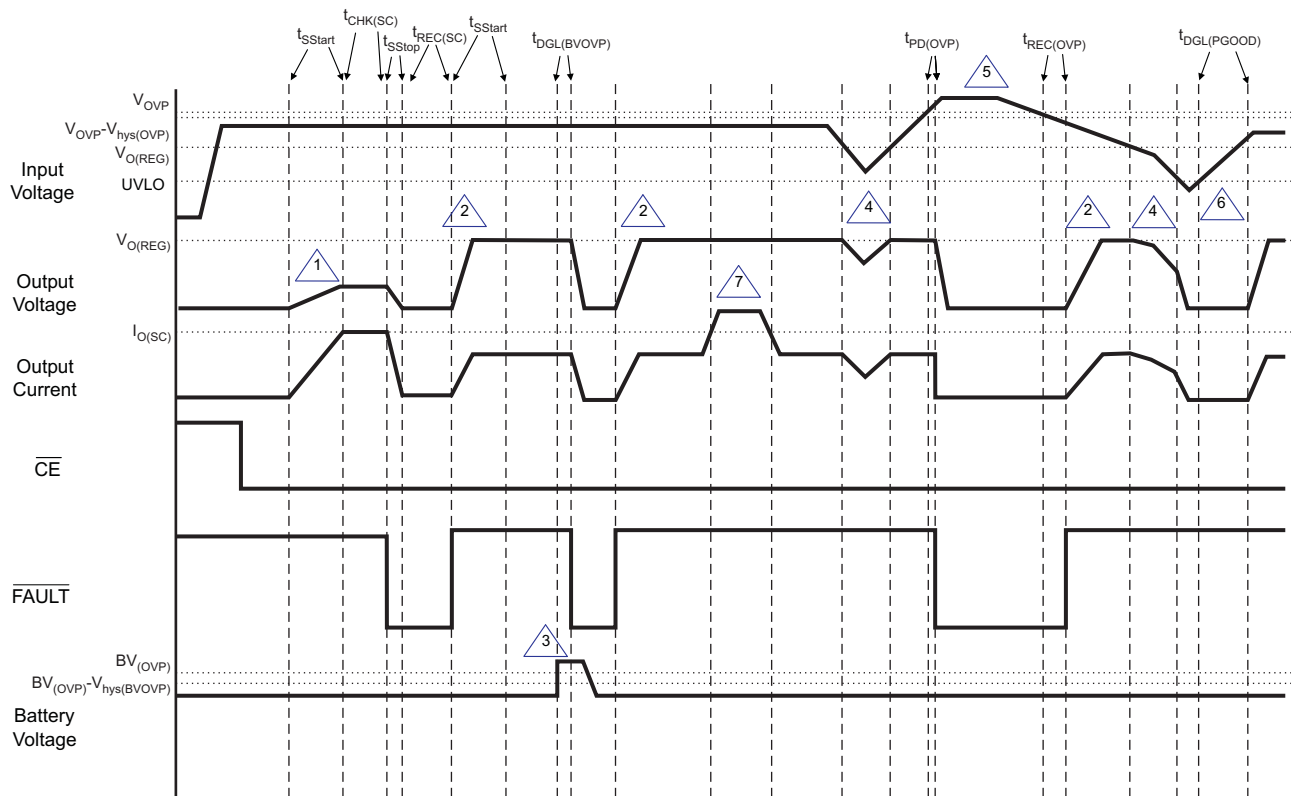 tSStart
tCHK(SC)
tSStop
tREC(SC)
tSStart
tDGL(BVOVP)
tPD(OVP)
tREC(OVP)
tDGL(PGOOD)
5
VOVP
VOVP-Vhys(OVP)
VO(REG)
Input
Voltage
UVLO
2
2
4
2
4
6
VO(REG)
1
Output
Voltage
7
IO(SC)
Output
Current
CE
FAULT
3
BV(OVP)
BV(OVP)-Vhys(BVOVP)
Battery
Voltage